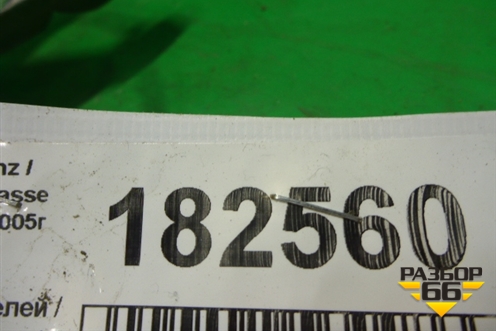 nz /
asse
005г
182560
елей /
РАЗБОР
66